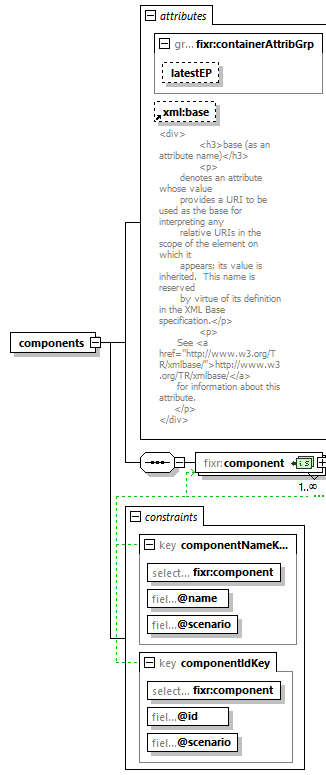 attributes
gr... fixr:containerAttribGrp
latestEP
xml:base
<div>
<h3>base (as an
attribute name)</h3>
<p>
denotes an attribute
whose value
provides a URI to be
used as the base for
interpreting any
relative URIs in the
scope of the element on
which it
appears; its value is
inherited.  This name is
reserved
by virtue of its definition
in the XML Base
specification.</p>
<p>
See <a
href="http://www.w3.org/T
R/xmlbase/">http://www.w3
.org/TR/xmlbase/</a>
for information about this
attribute.
</p>
</div>
components
fixr:component
1..∞
constraints
key componentNameK...
select... fixr:component
fiel... @name
fiel... @scenario
key componentIdKey
select... fixr:component
fiel... @id
fiel... @scenario